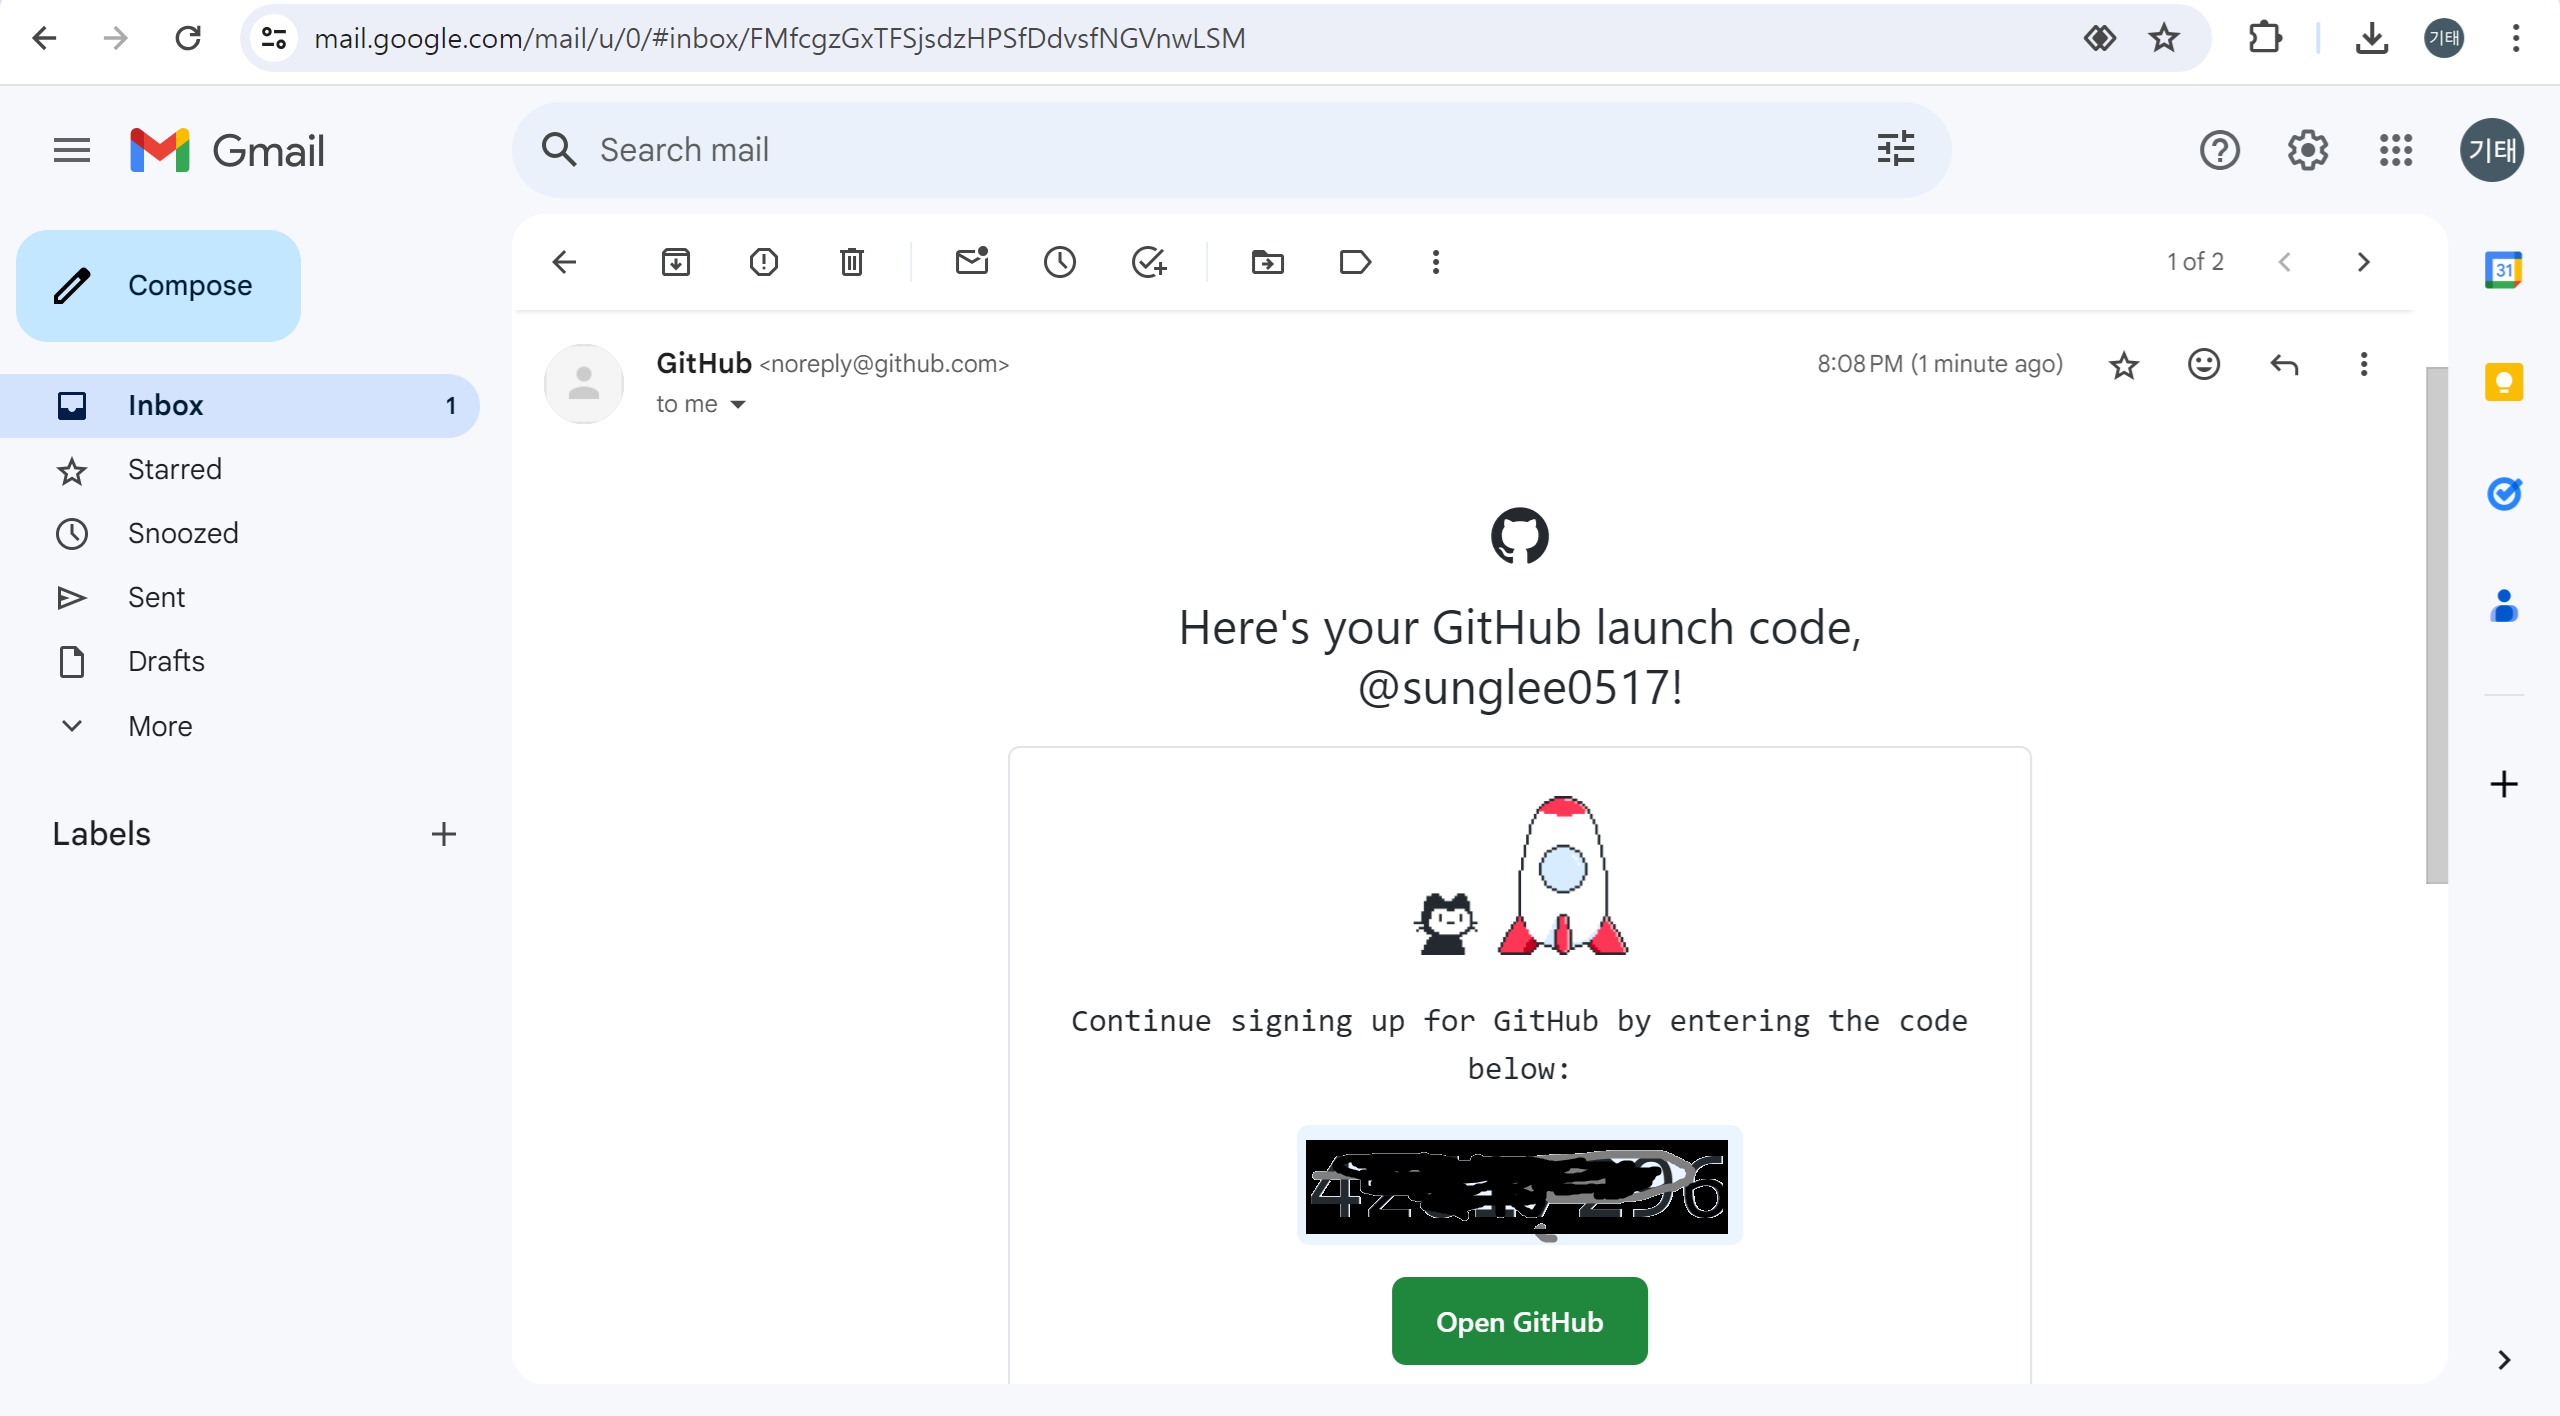 mail.google.com/mail/u/0/#inbox/FMfcgzGxTFSjsdzHPSfDdvsfNGVnwLSM
기태
Gmail
Search mail
기태
Compose
1 of 2
31
Inbox 1
Starred
Snoozed
Sent
Drafts
More
Labels
GitHub <noreply@github.com>
8:08 PM (1 minute ago)
to me
Here's your GitHub launch code,
@sunglee0517!
Continue signing up for GitHub by entering the code
below:
Open GitHub